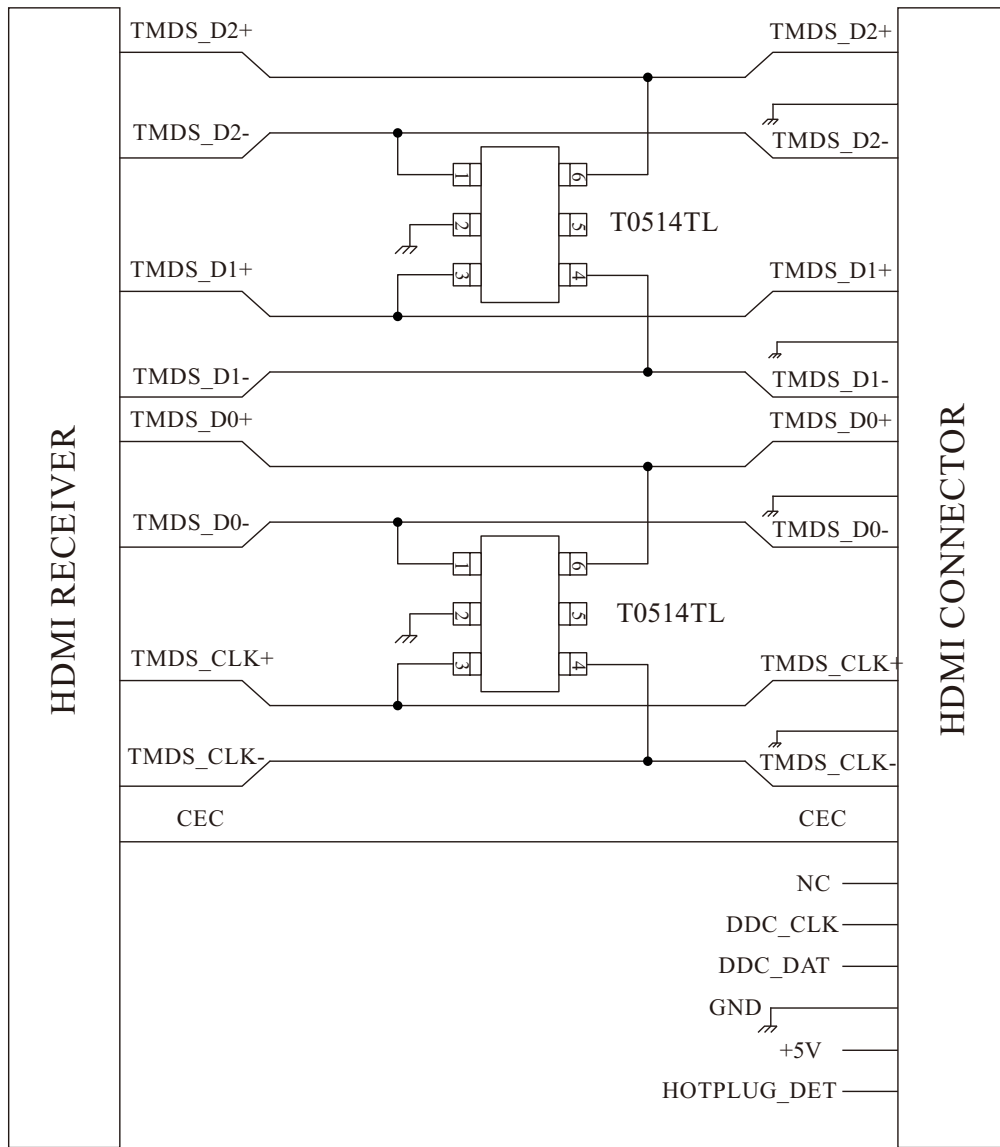 TMDS_D2+ TMDS_D2+
TMDS_D2- TMDS_D2-
1 6
2 5 T0514TL
3 4
TMDS_D1+ TMDS_D1+
TMDS_D1- TMDS_D1-
TMDS_D0+ TMDS_D0+
HDMI RECEIVER
HDMI CONNECTOR
TMDS_D0- TMDS_D0-
1 6
2 5 T0514TL
3 4
TMDS_CLK+ TMDS_CLK+
TMDS_CLK- TMDS_CLK-
CEC CEC
NC
DDC_CLK
DDC_DAT
GND
+5V
HOTPLUG_DET